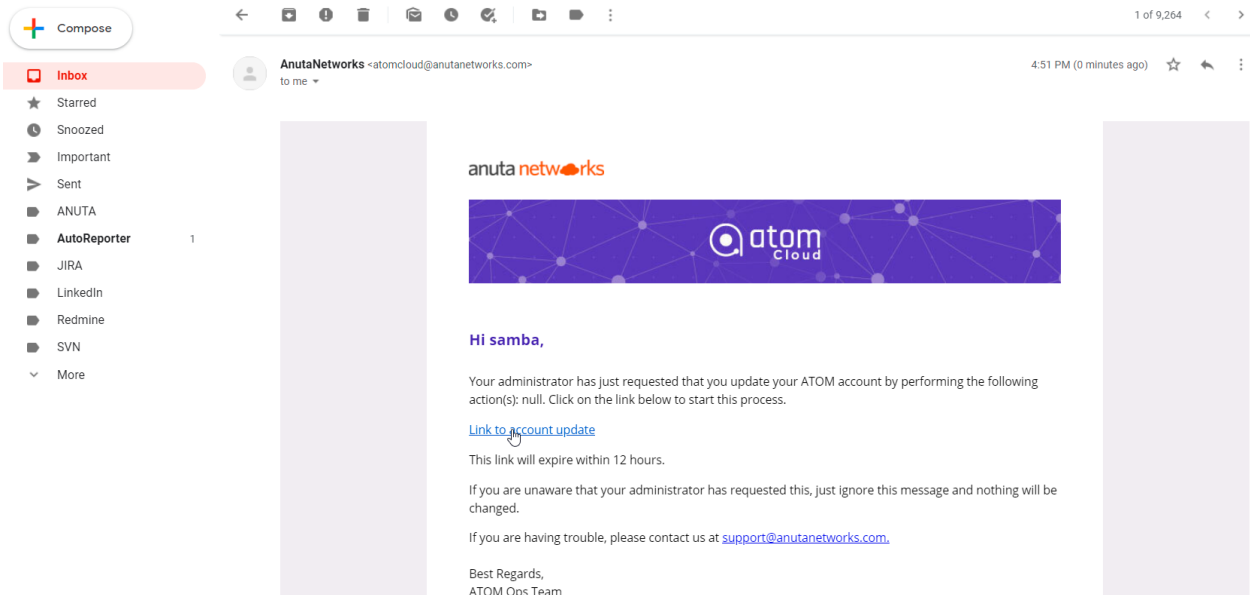 Compose
1 of 9,264
Inbox
Starred
Snoozed
Important
Sent
ANUTA
AutoReporter 1
JIRA
LinkedIn
Redmine
SVN
More
AnutaNetworks <atomcloud@anutanetworks.com>
4:51 PM (0 minutes ago)
to me
anuta networks
atom
Cloud
Hi samba,
Your administrator has just requested that you update your ATOM account by performing the following
action(s): null. Click on the link below to start this process.
Link to account update
This link will expire within 12 hours.
If you are unaware that your administrator has requested this, just ignore this message and nothing will be
changed.
If you are having trouble, please contact us at support@anutanetworks.com.
Best Regards,
ATOM Ops Team